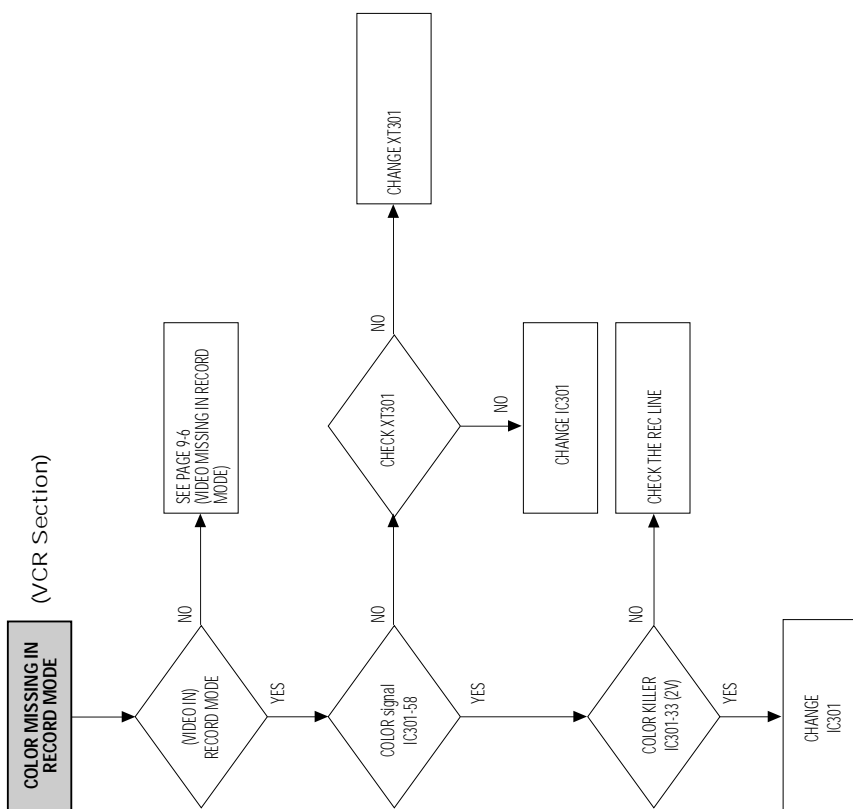 (VCR Section)
COLOR MISSING IN
RECORD MODE
(VIDEO IN)
RECORD MODE
NO
SEE PAGE 9-6
(VIDEO MISSING IN RECORD
MODE)
YES
COLOR signal
IC301-58
NO
CHECK XT301
NO
CHANGE XT301
NO
CHANGE IC301
YES
COLOR KILLER
IC301-33 (2V)
NO
CHECK THE REC LINE
YES
CHANGE
IC301